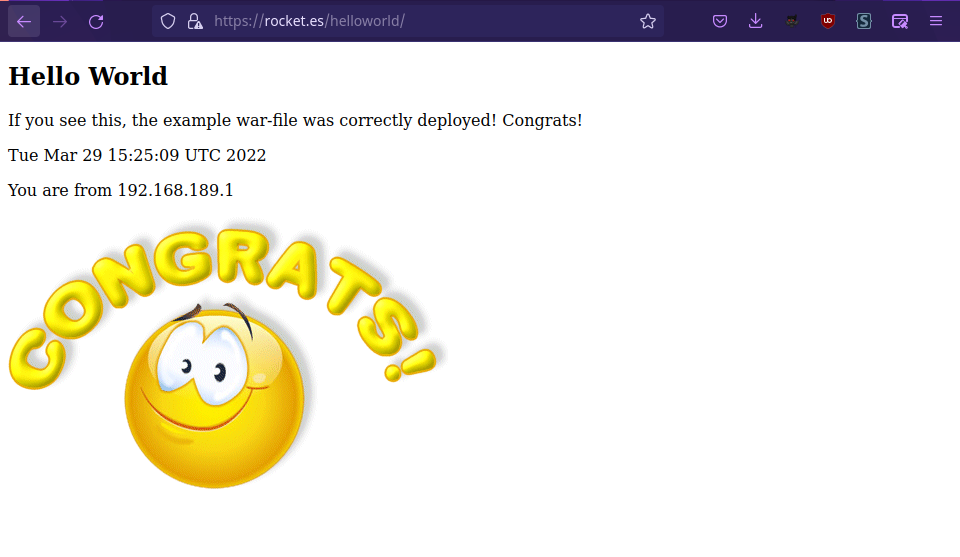 https://rocket.es/helloworld/
Hello World
If you see this, the example war-file was correctly deployed! Congrats!
Tue Mar 29 15:25:09 UTC 2022
You are from 192.168.189.1
CONGRATS!